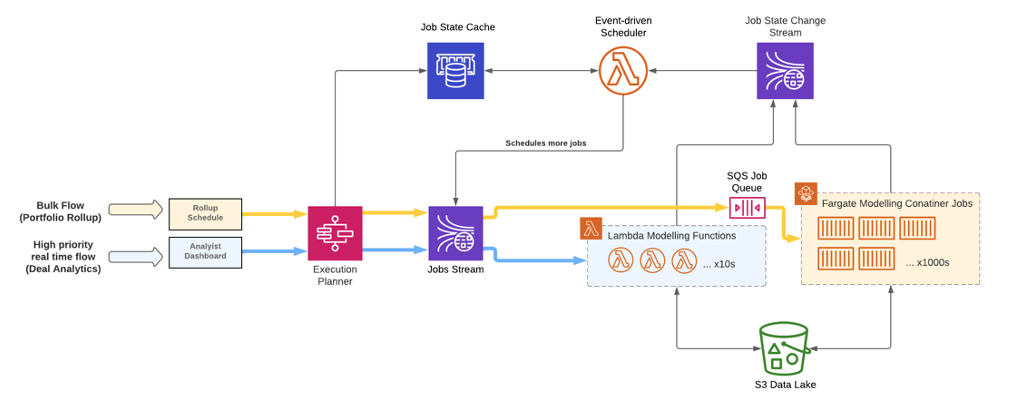 Job State Cache
Event-driven
Scheduler
Job State Change
Stream
Schedules more jobs
SQS Job
Queue
Bulk Flow
(Portfolio Rollup)
Rollup
Schedule
Fargate Modelling Conatiner Jobs
... x1000s
High priority
real time flow
(Deal Analytics)
Analyist
Dashboard
Execution
Planner
Jobs Stream
Lambda Modelling Functions
... x10s
S3 Data Lake